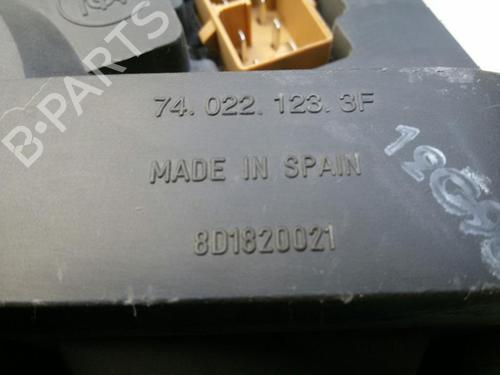 B-PARTS
74. 022. 123. 3F
MADE IN SPAIN
8D1820021